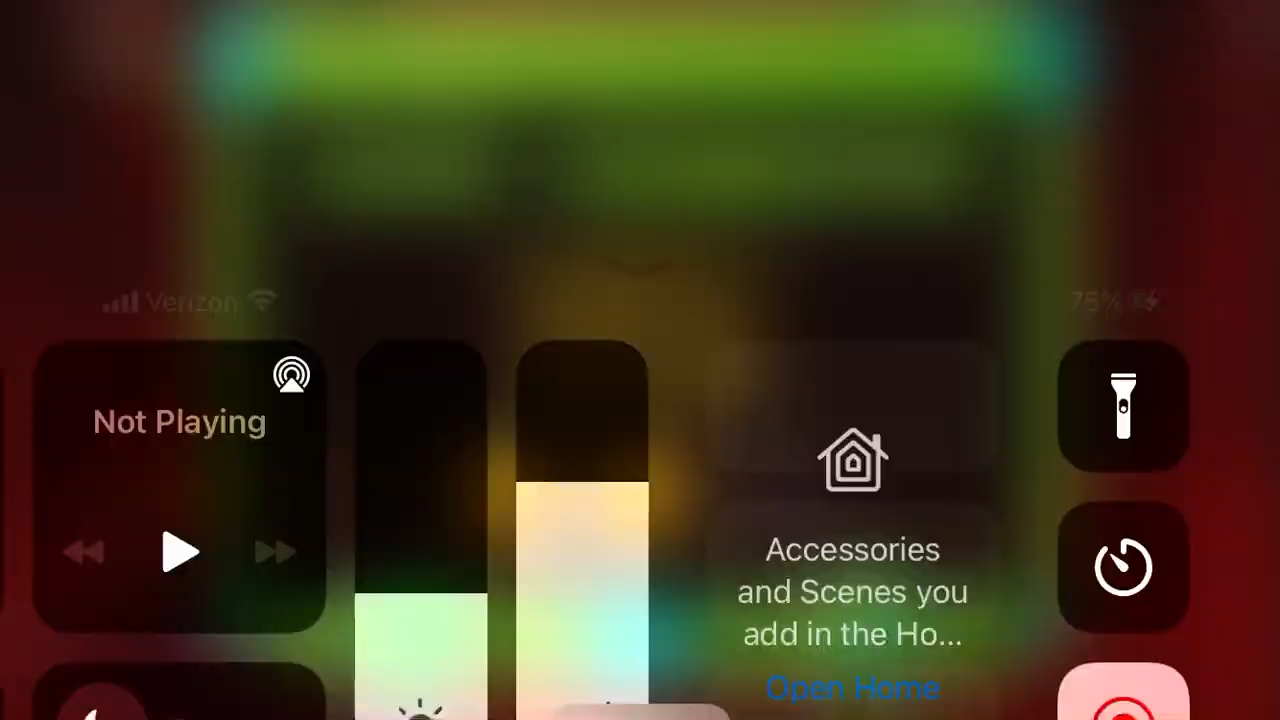 Verizon
75%
Not Playing
Accessories
and Scenes you
add in the Ho...
Open Home